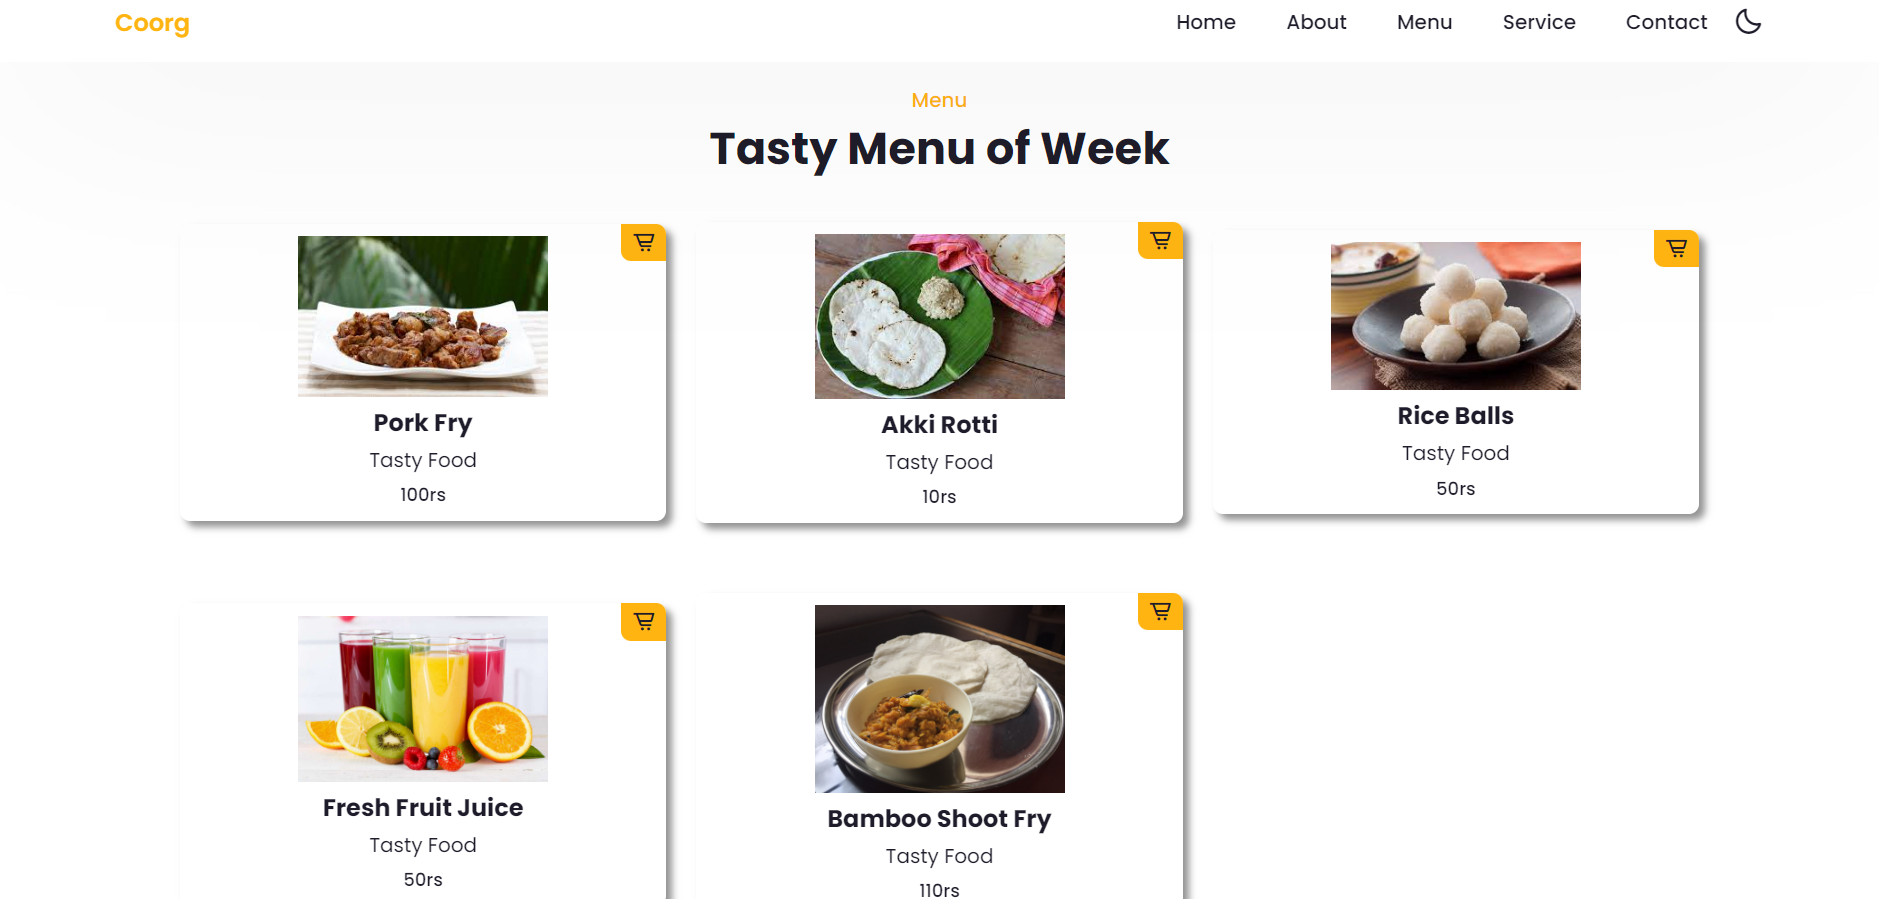 Coorg
Home
About
Menu
Service
Contact
Menu
Tasty Menu of Week
Pork Fry
Tasty Food
100rs
Akki Rotti
Tasty Food
10rs
Rice Balls
Tasty Food
50rs
Fresh Fruit Juice
Tasty Food
50rs
Bamboo Shoot Fry
Tasty Food
110rs